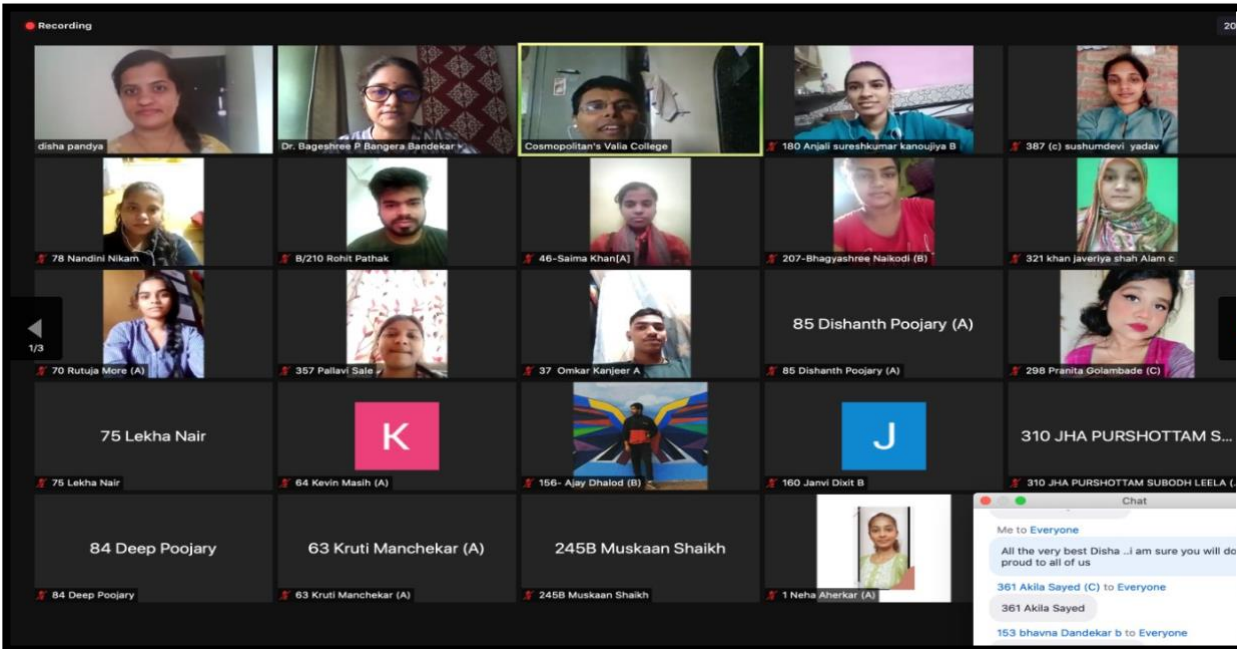 Recording
20
disha pandya
Dr. Bageshree P Bangera Bandekar
Cosmopolitan's Valia College
180 Anjali sureshkumar kanoujiya B
387 (c) sushumdevi yadav
78 Nandini Nikam
B/210 Rohit Pathak
46-Saima Khan[A]
207-Bhagyashree Naikodi (B)
321 khan javeriya shah Alam c
1/3
70 Rutuja More (A)
357 Pallavi Sale
37 Omkar Kanjeer A
85 Dishanth Poojary (A)
85 Dishanth Poojary (A)
298 Pranita Golambade (C)
75 Lekha Nair
75 Lekha Nair
K
64 Kevin Masih (A)
156- Ajay Dhalod (B)
J
160 Janvi Dixit B
310 JHA PURSHOTTAM S...
310 JHA PURSHOTTAM SUBODH LEELA (.
84 Deep Poojary
84 Deep Poojary
63 Kruti Manchekar (A)
63 Kruti Manchekar (A)
245B Muskaan Shaikh
245B Muskaan Shaikh
1 Neha Aherkar (A)
Chat
Me to Everyone
All the very best Disha ..i am sure you will do
proud to all of us
361 Akila Sayed (C) to Everyone
361 Akila Sayed
153 bhavna Dandekar b to Everyone